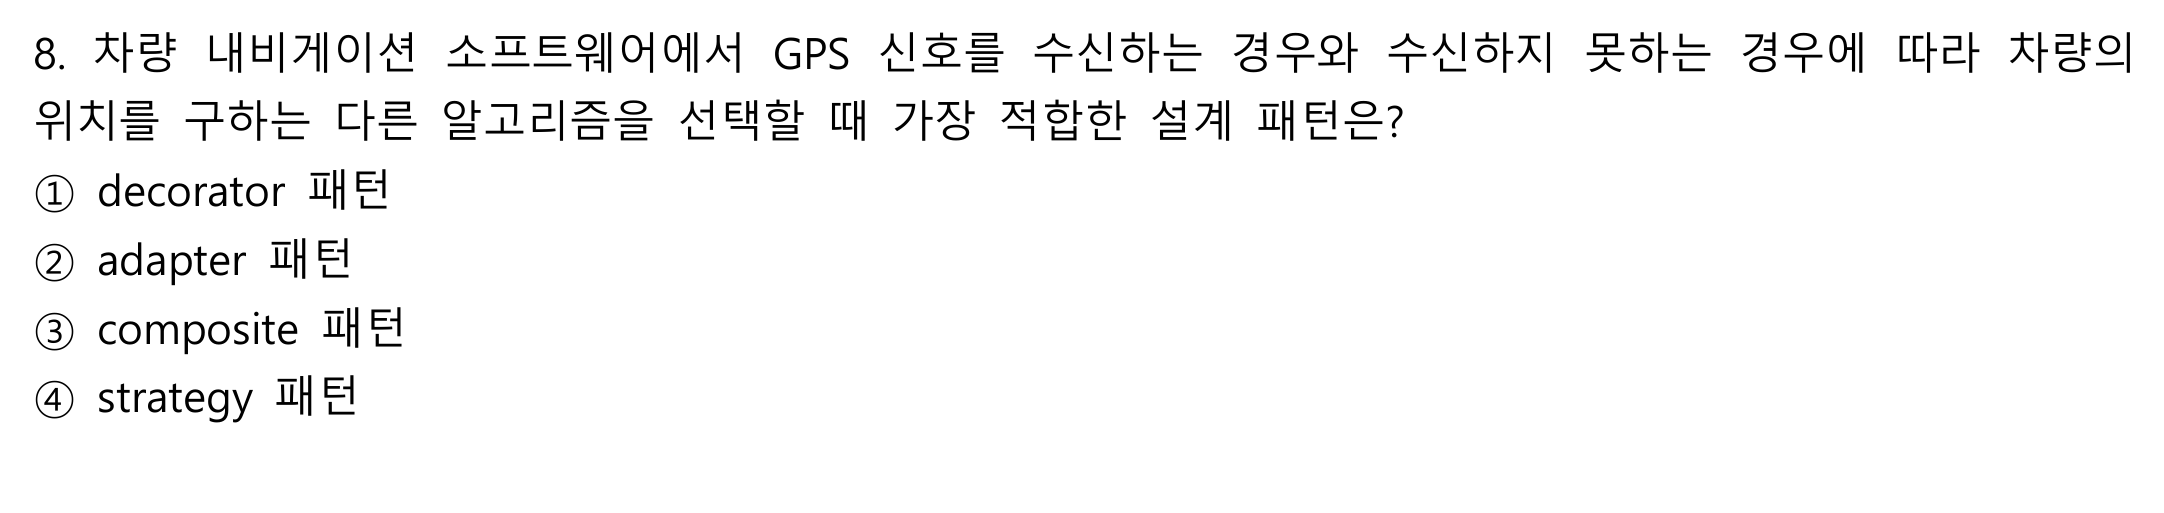 8. 차량 내비게이션 소프트웨어에서 GPS 신호를 수신하는 경우와 수신하지 못하는 경우에 따라 차량의
위치를 구하는 다른 알고리즘을 선택할 때 가장 적합한 설계 패턴은?
① decorator 패턴
② adapter 패턴
③ composite 패턴
④ strategy 패턴